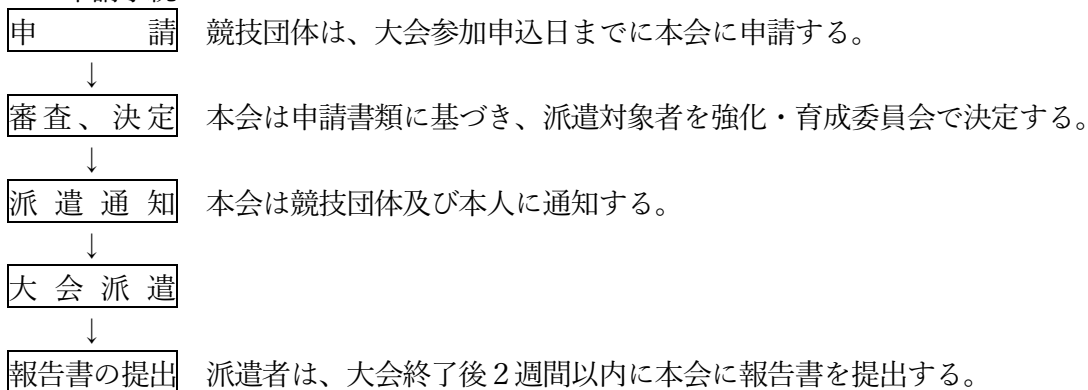 申請 競技団体は、大会参加申込日までに本会に申請する。
↓
審査、決定 本会は申請書類に基づき、派遣対象者を強化・育成委員会で決定する。
↓
派遣通知 本会は競技団体及び本人に通知する。
↓
大会派遣
↓
報告書の提出 派遣者は、大会終了後２週間以内に本会に報告書を提出する。